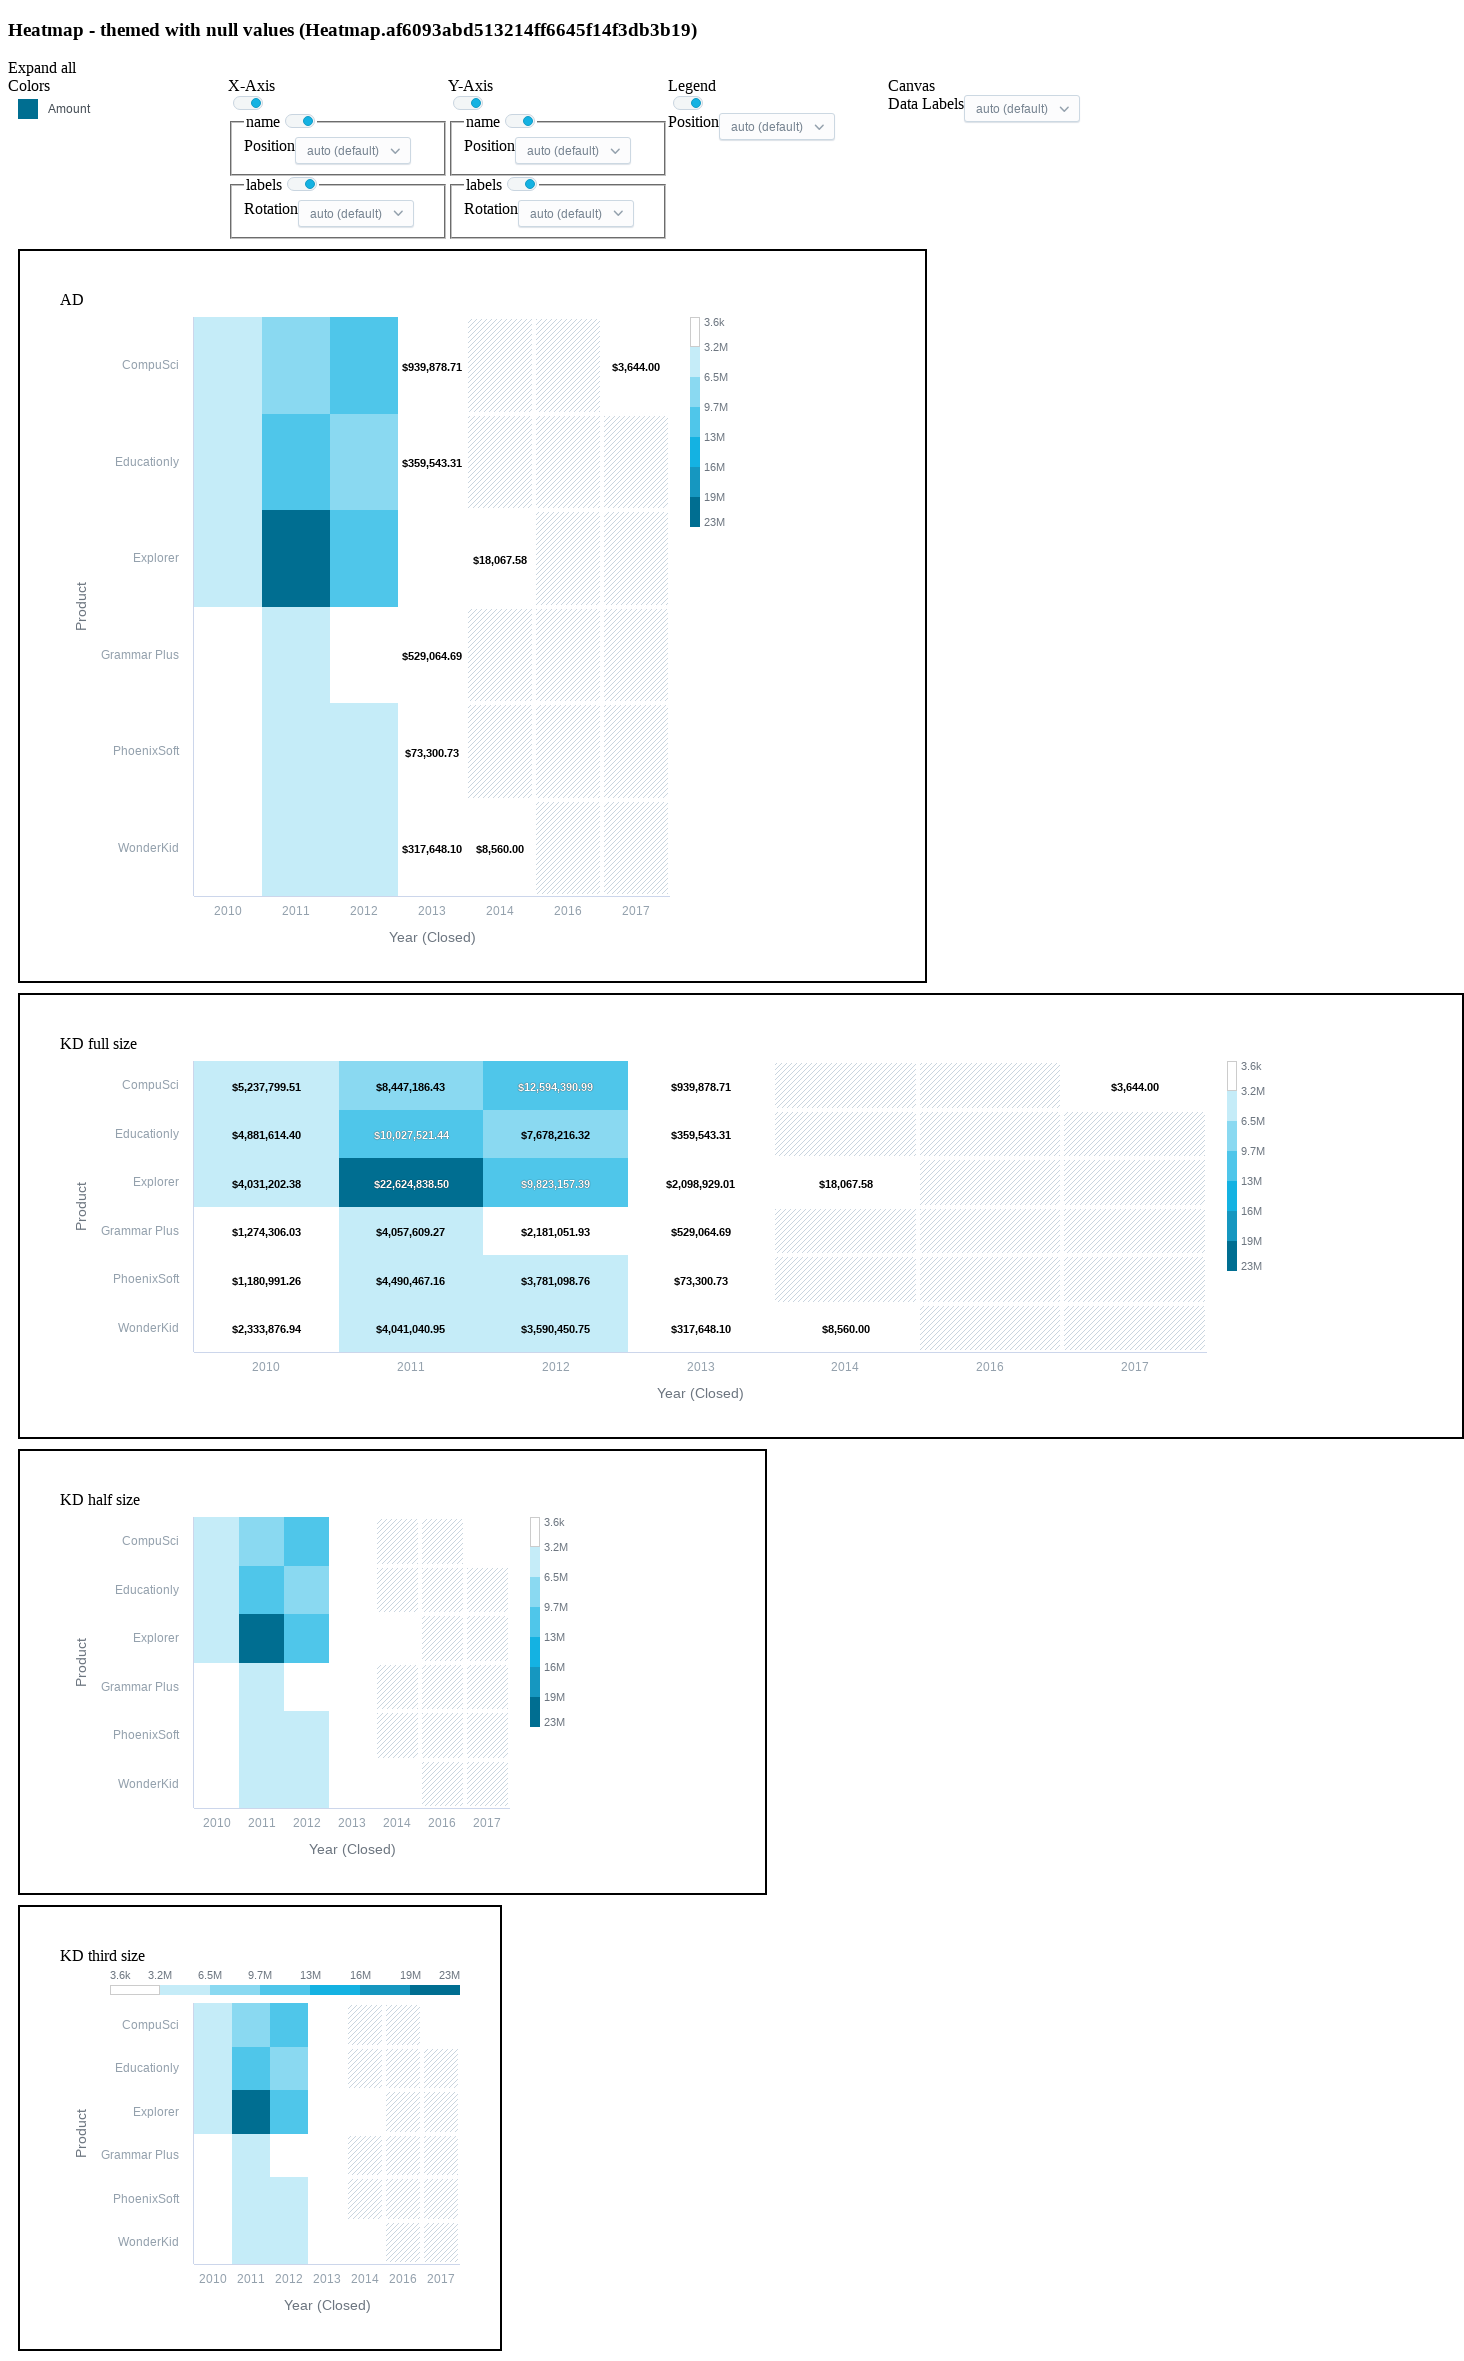 Heatmap - themed with null values (Heatmap.af6093abd513214ff6645f14f3db3b19)
Expand all
Colors
Amount
X-Axis
name
Position auto (default)
labels
Rotation auto (default)
Y-Axis
name
Position auto (default)
labels
Rotation auto (default)
Legend
Position auto (default)
Canvas
Data Labels auto (default)
AD
Product
CompuSci $939,878.71 $3,644.00
Educationly $359,543.31
Explorer $18,067.58
Grammar Plus $529,064.69
PhoenixSoft $73,300.73
WonderKid $317,648.10 $8,560.00
2010 2011 2012 2013 2014 2016 2017
Year (Closed)
3.6k
3.2M
6.5M
9.7M
13M
16M
19M
23M
KD full size
Product
CompuSci $5,237,799.51 $8,447,186.43 $12,594,390.99 $939,878.71 $3,644.00
Educationly $4,881,614.40 $10,027,521.44 $7,678,216.32 $359,543.31
Explorer $4,031,202.38 $22,624,838.50 $9,823,157.39 $2,098,929.01 $18,067.58
Grammar Plus $1,274,306.03 $4,057,609.27 $2,181,051.93 $529,064.69
PhoenixSoft $1,180,991.26 $4,490,467.16 $3,781,098.76 $73,300.73
WonderKid $2,333,876.94 $4,041,040.95 $3,590,450.75 $317,648.10 $8,560.00
2010 2011 2012 2013 2014 2016 2017
Year (Closed)
3.6k
3.2M
6.5M
9.7M
13M
16M
19M
23M
KD half size
Product
CompuSci
Educationly
Explorer
Grammar Plus
PhoenixSoft
WonderKid
2010 2011 2012 2013 2014 2016 2017
Year (Closed)
3.6k
3.2M
6.5M
9.7M
13M
16M
19M
23M
KD third size
3.6k 3.2M 6.5M 9.7M 13M 16M 19M 23M
Product
CompuSci
Educationly
Explorer
Grammar Plus
PhoenixSoft
WonderKid
2010 2011 2012 2013 2014 2016 2017
Year (Closed)